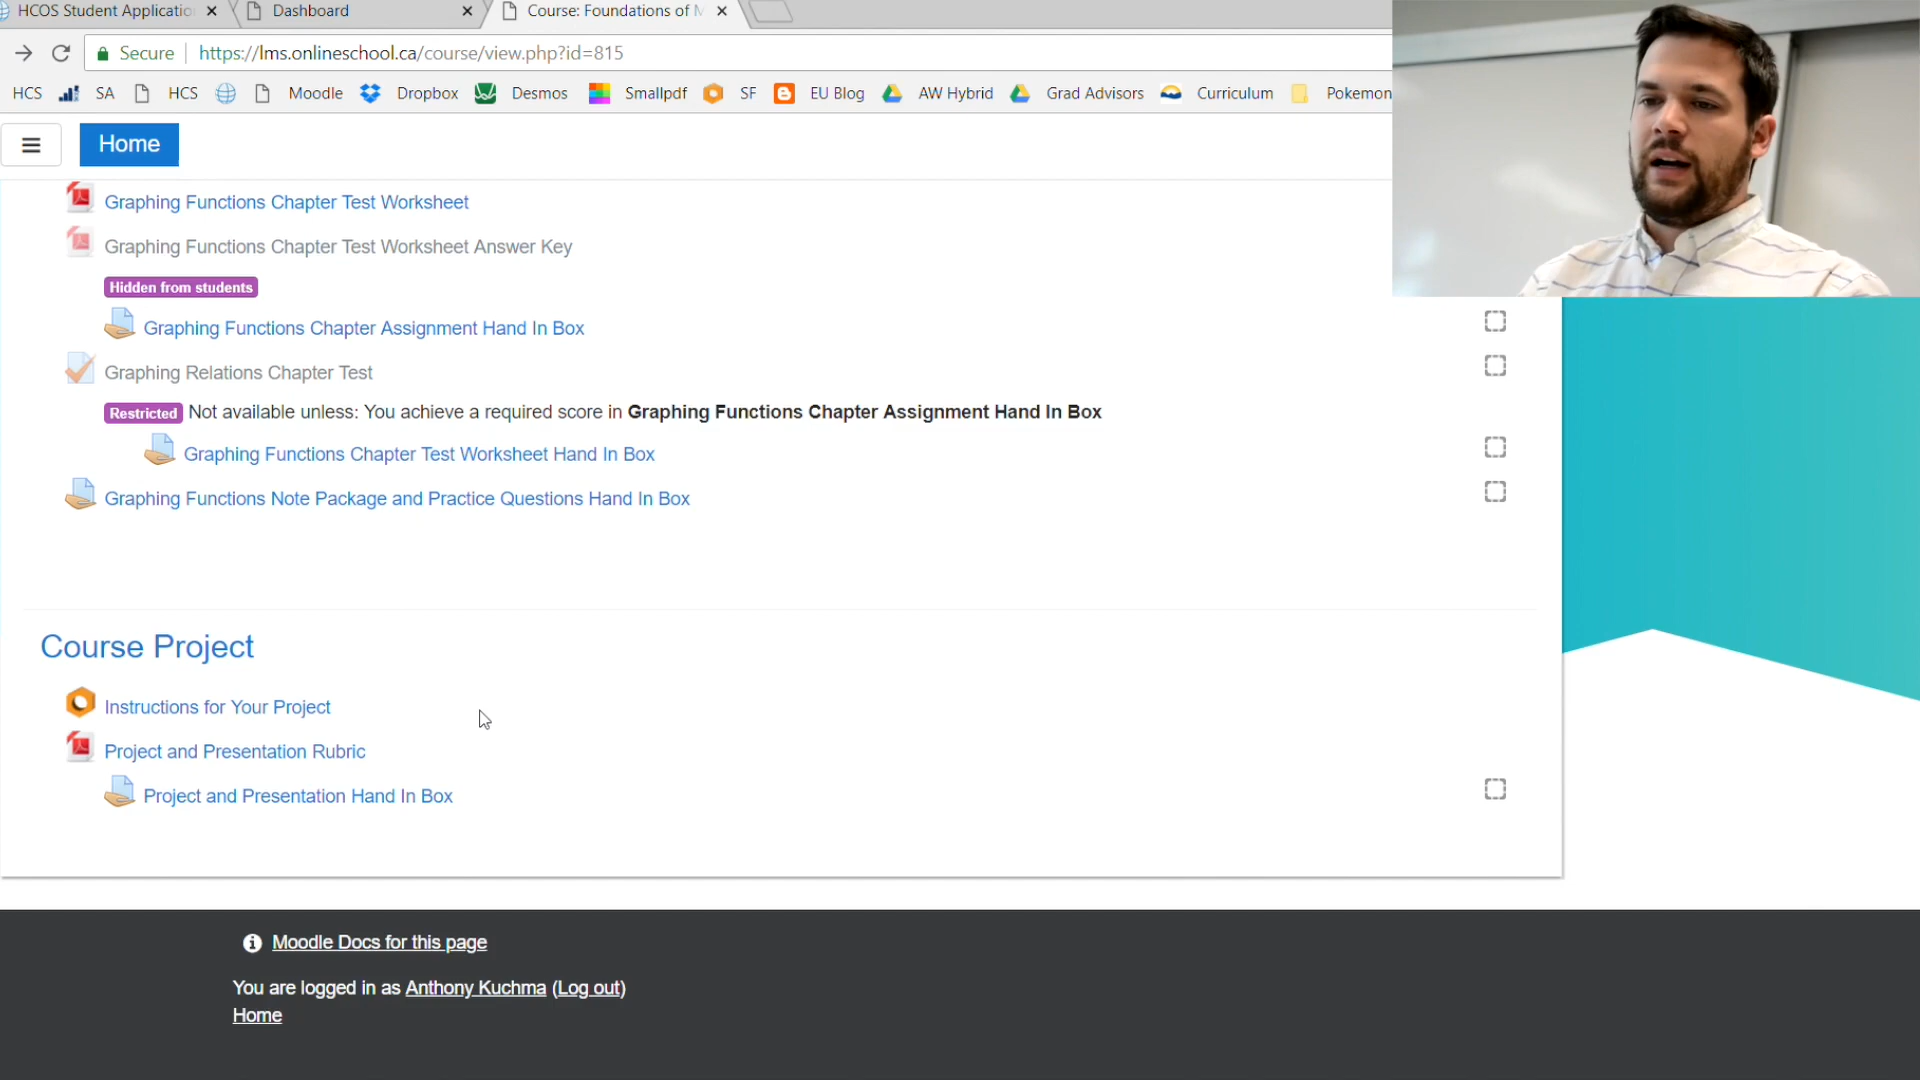 HCOS Student Applicatio
Dashboard
Course: Foundations of M
Secure
https://lms.onlineschool.ca/course/view.php?id=815
HCS SA HCS Moodle Dropbox Desmos Smallpdf SF EU Blog AW Hybrid Grad Advisors Curriculum Pokemon
Home
Graphing Functions Chapter Test Worksheet
Graphing Functions Chapter Test Worksheet Answer Key
Hidden from students
Graphing Functions Chapter Assignment Hand In Box
Graphing Relations Chapter Test
Restricted Not available unless: You achieve a required score in Graphing Functions Chapter Assignment Hand In Box
Graphing Functions Chapter Test Worksheet Hand In Box
Graphing Functions Note Package and Practice Questions Hand In Box
Course Project
Instructions for Your Project
Project and Presentation Rubric
Project and Presentation Hand In Box
Moodle Docs for this page
You are logged in as Anthony Kuchma (Log out)
Home